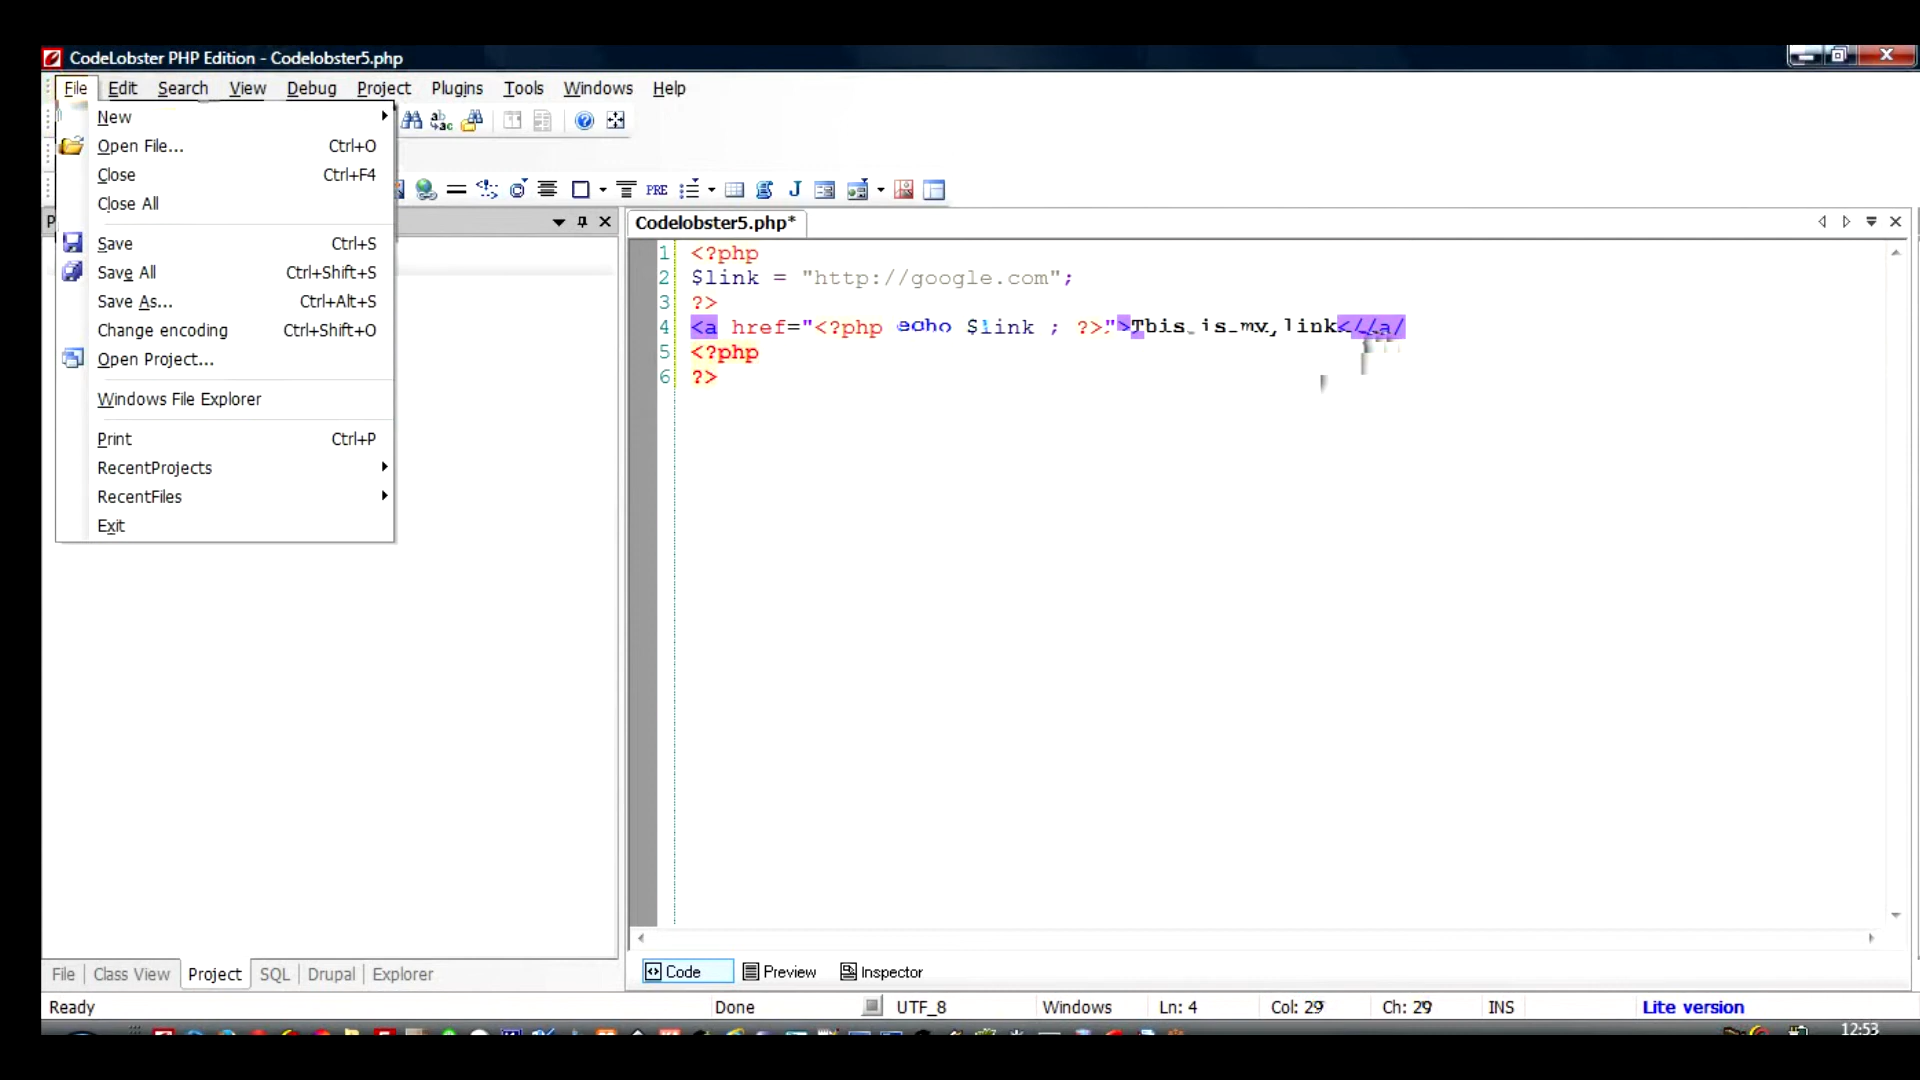 CodeLobster PHP Edition - Codelobster5.php
File Edit Search View Debug Project Plugins Tools Windows Help
New
Open File... Ctrl+O
Close Ctrl+F4
Close All
Save Ctrl+S
Save All Ctrl+Shift+S
Save As... Ctrl+Alt+S
Change encoding Ctrl+Shift+O
Open Project...
Windows File Explorer
Print Ctrl+P
RecentProjects
RecentFiles
Exit
PRE
J
Codelobster5.php*
1 <?php
2 $link = "http://google.com";
3 ?>
4 <a href="<?php echo $link ; ?>">This is my link</a
5 <?php
6 ?>
File Class View Project SQL Drupal Explorer
Code Preview Inspector
Ready Done UTF_8 Windows Ln: 4 Col: 29 Ch: 29 INS Lite version
12:53